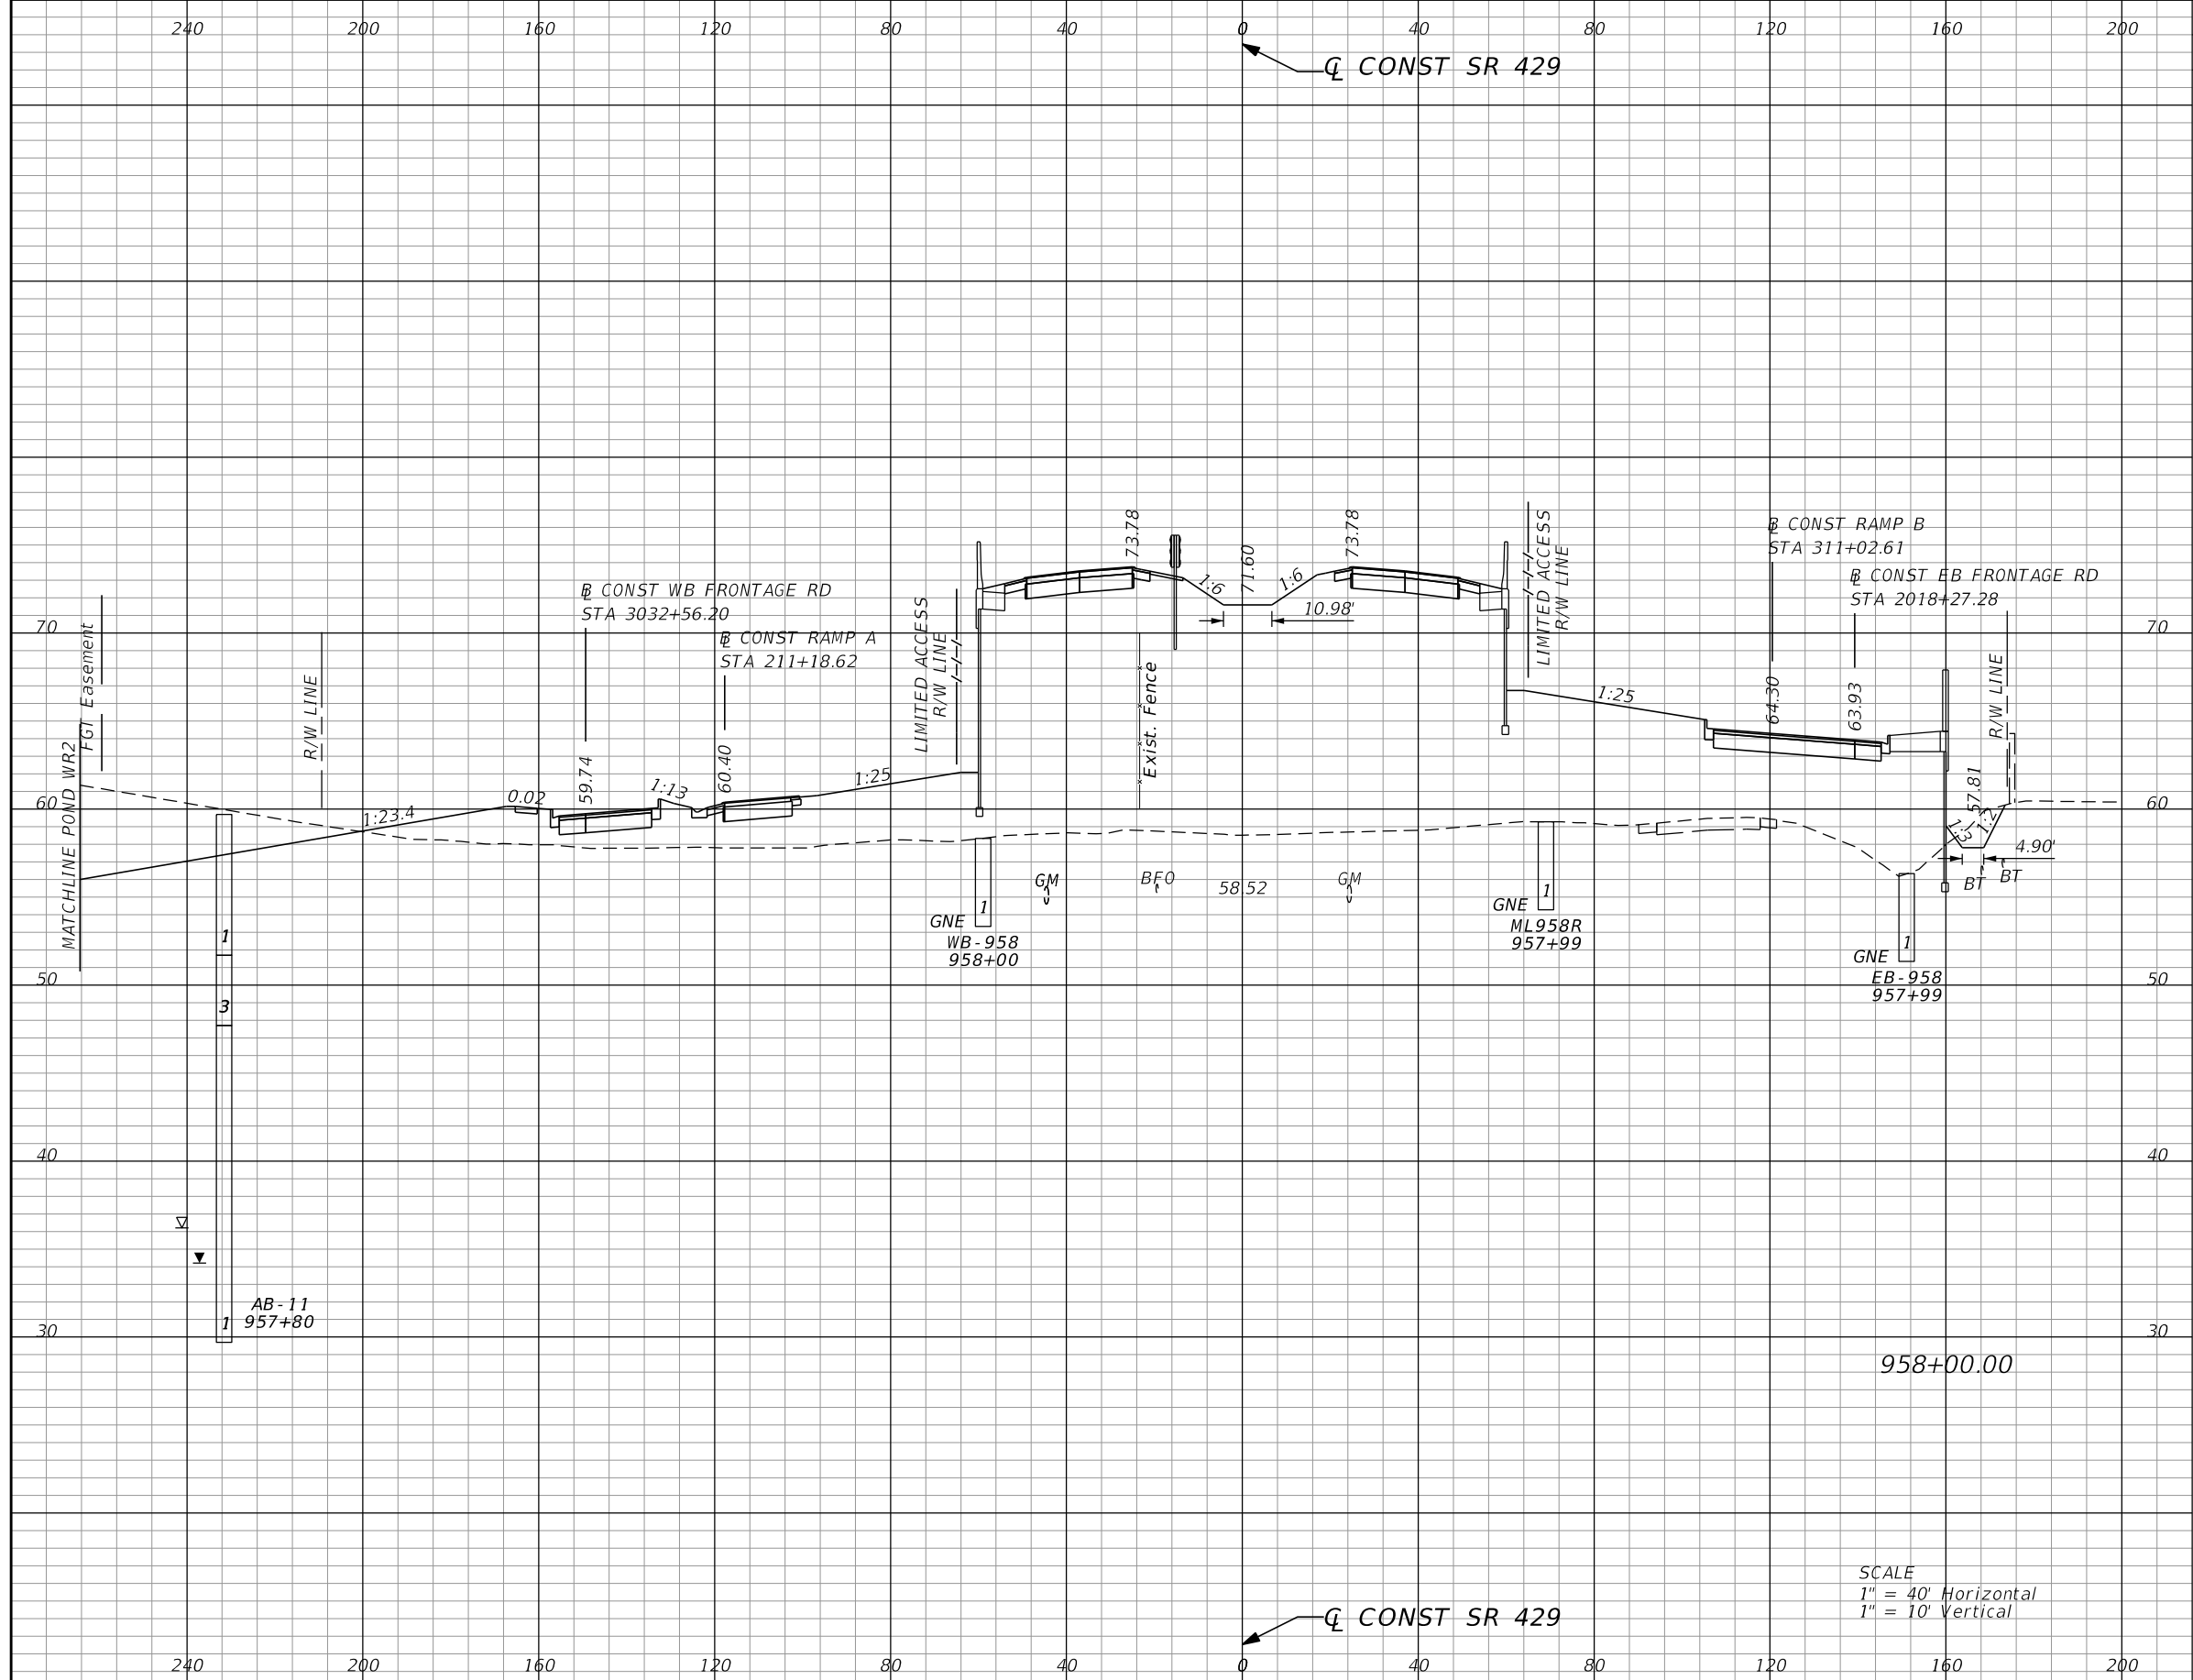 240 200 160 120 80 40 0 40 80 120 160 200
℄ CONST SR 429
73.78
71.60
73.78
1:6
1:6
10.98'
LIMITED ACCESS
R/W LINE
LIMITED ACCESS
R/W LINE
℄ CONST RAMP B
STA 311+02.61
℄ CONST EB FRONTAGE RD
STA 2018+27.28
℄ CONST WB FRONTAGE RD
STA 3032+56.20
℄ CONST RAMP A
STA 211+18.62
70
70
FGT Easement
MATCHLINE POND WR2
R/W LINE
Exist. Fence
1:25
64.30
63.93
R/W LINE
60
60
1:23.4
0.02
59.74
1:13
60.40
1:25
57.81
1:3
1:2
4.90'
BT
BT
GM
BFO
58.52
GM
GNE
1
WB-958
958+00
GNE
1
ML958R
957+99
GNE
1
EB-958
957+99
1
3
1
50
50
40
40
AB-11
957+80
30
30
958+00.00
SCALE
1" = 40' Horizontal
1" = 10' Vertical
℄ CONST SR 429
240 200 160 120 80 40 0 40 80 120 160 200